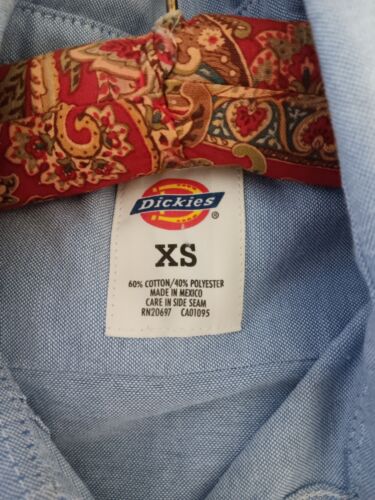 Dickies
®
XS
60% COTTON/40% POLYESTER
MADE IN MEXICO
CARE IN SIDE SEAM
RN20697 CA01095